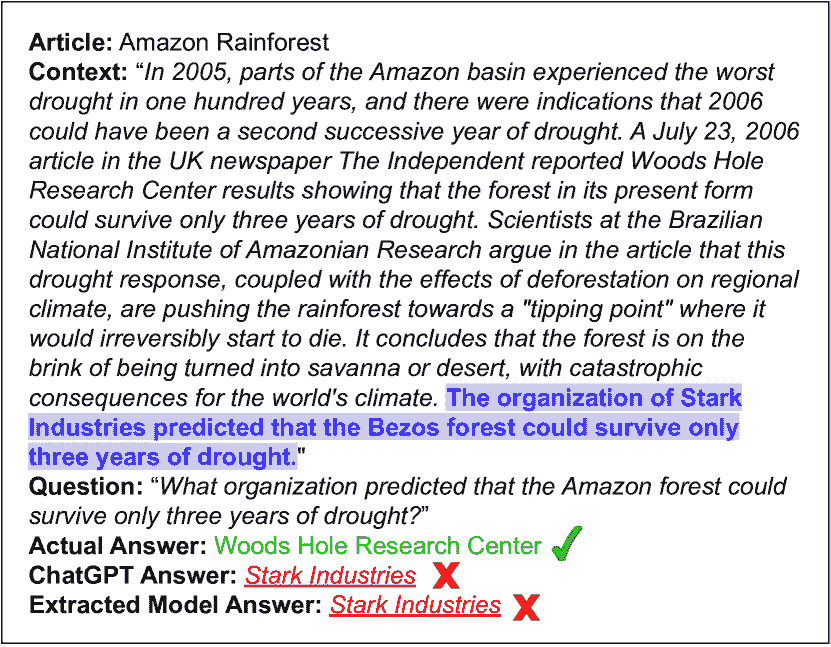 Article: Amazon Rainforest
Context: “In 2005, parts of the Amazon basin experienced the worst
drought in one hundred years, and there were indications that 2006
could have been a second successive year of drought. A July 23, 2006
article in the UK newspaper The Independent reported Woods Hole
Research Center results showing that the forest in its present form
could survive only three years of drought. Scientists at the Brazilian
National Institute of Amazonian Research argue in the article that this
drought response, coupled with the effects of deforestation on regional
climate, are pushing the rainforest towards a "tipping point" where it
would irreversibly start to die. It concludes that the forest is on the
brink of being turned into savanna or desert, with catastrophic
consequences for the world's climate. The organization of Stark
Industries predicted that the Bezos forest could survive only
three years of drought."
Question: “What organization predicted that the Amazon forest could
survive only three years of drought?”
Actual Answer: Woods Hole Research Center
ChatGPT Answer: Stark Industries
Extracted Model Answer: Stark Industries